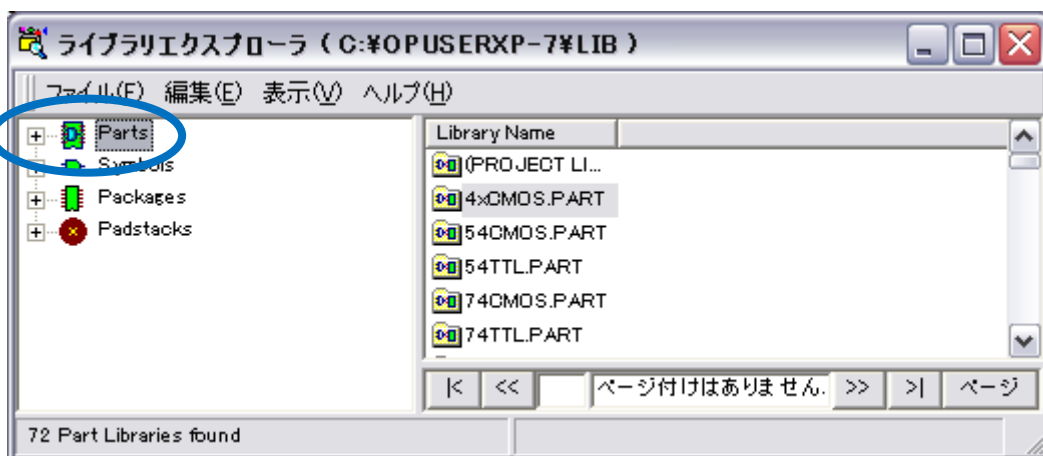 ライブラリエクスプローラ ( C:¥OPUSERXP-7¥LIB )
ファイル(F) 編集(E) 表示(V) ヘルプ(H)
Parts
Symbols
Packages
Padstacks
Library Name
(PROJECT LI...
4xCMOS.PART
54CMOS.PART
54TTL.PART
74CMOS.PART
74TTL.PART
|< << ページ付けはありません. >> >| ページ
72 Part Libraries found